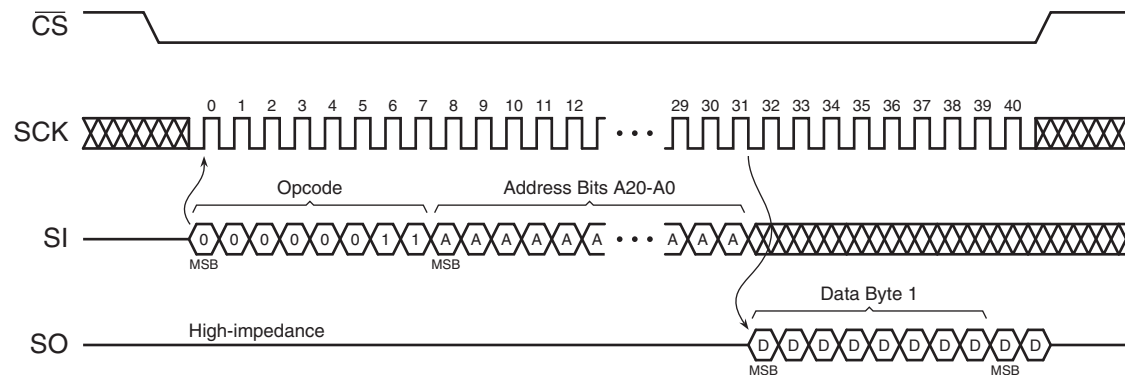 CS
0 1 2 3 4 5 6 7 8 9 10 11 12 29 30 31 32 33 34 35 36 37 38 39 40
SCK
Opcode Address Bits A20-A0
SI 0 0 0 0 0 0 1 1 A A A A A A A A A
MSB MSB
Data Byte 1
High-impedance
SO D D D D D D D D D D
MSB MSB